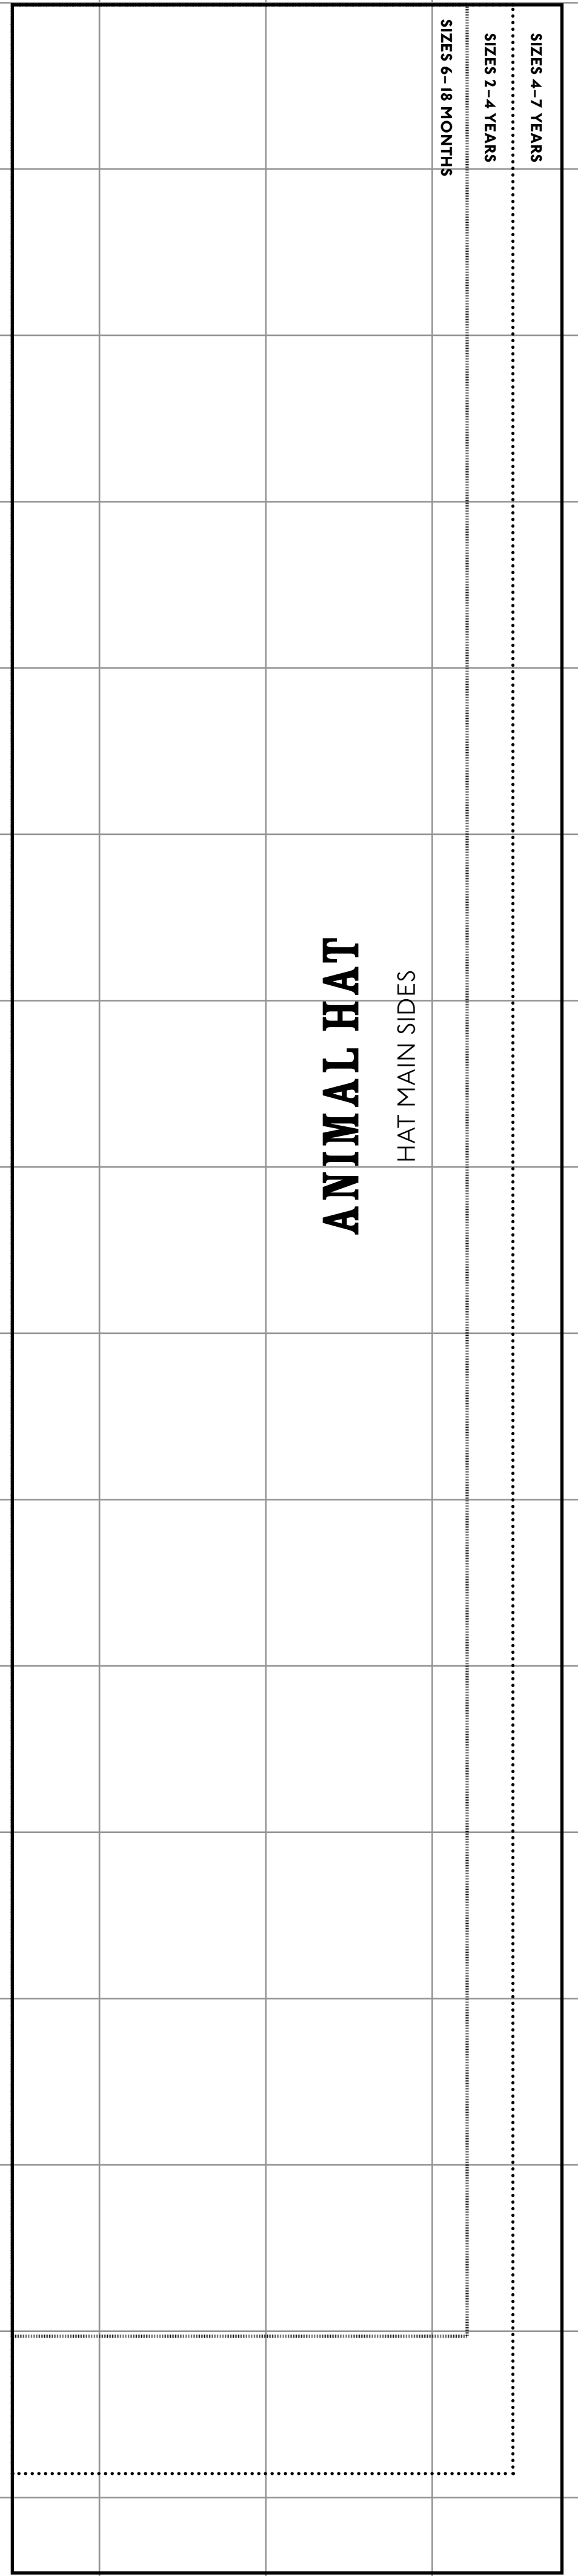 SIZES 4–7 YEARS
SIZES 2–4 YEARS
SIZES 6–18 MONTHS
ANIMAL HAT
HAT MAIN SIDES